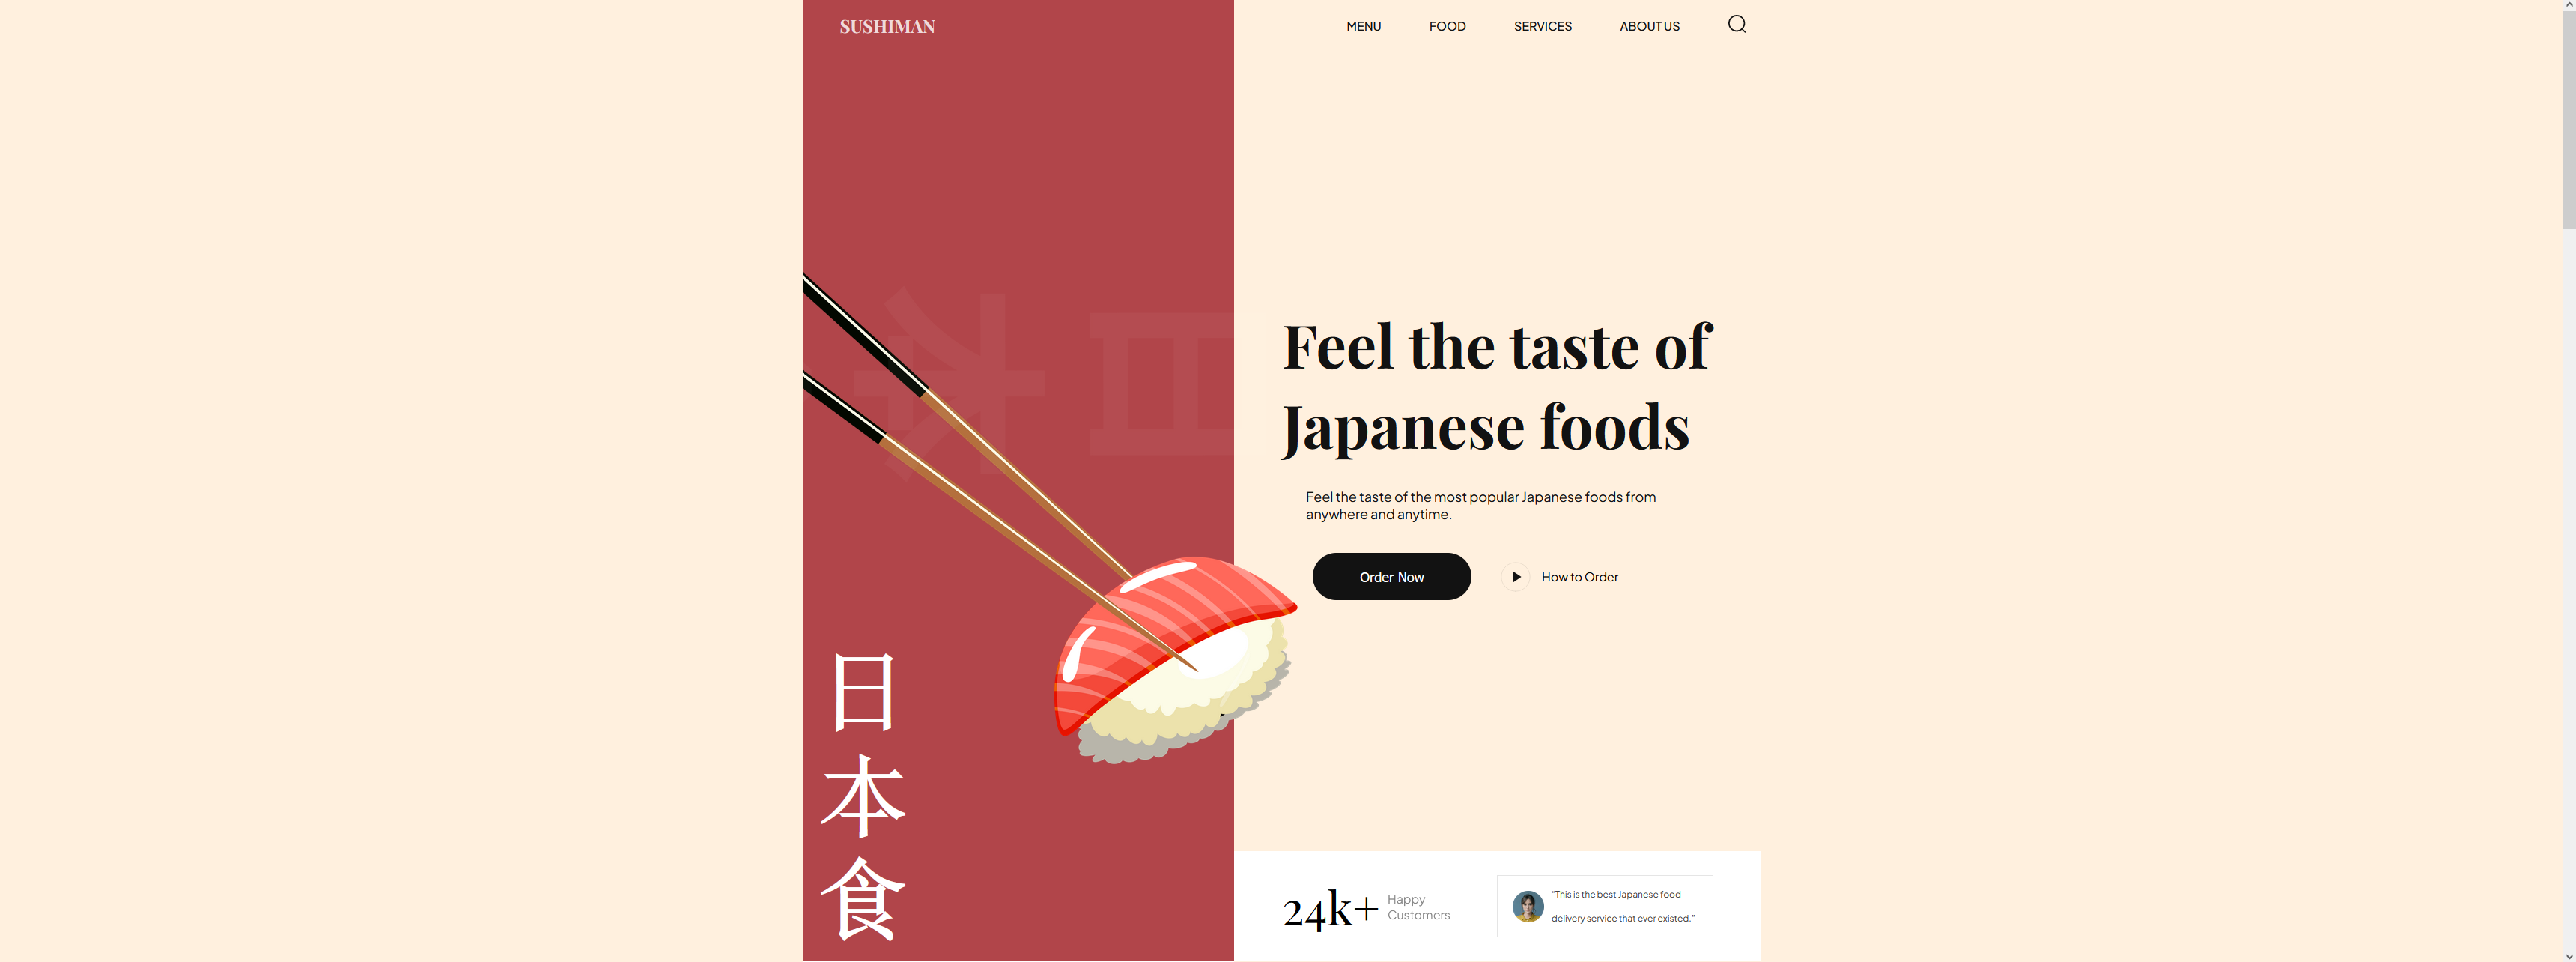 SUSHIMAN
MENU FOOD SERVICES ABOUT US
Feel the taste of
Japanese foods
Feel the taste of the most popular Japanese foods from
anywhere and anytime.
Order Now How to Order
日
本
食
24k+ Happy
Customers
"This is the best Japanese food
delivery service that ever existed."